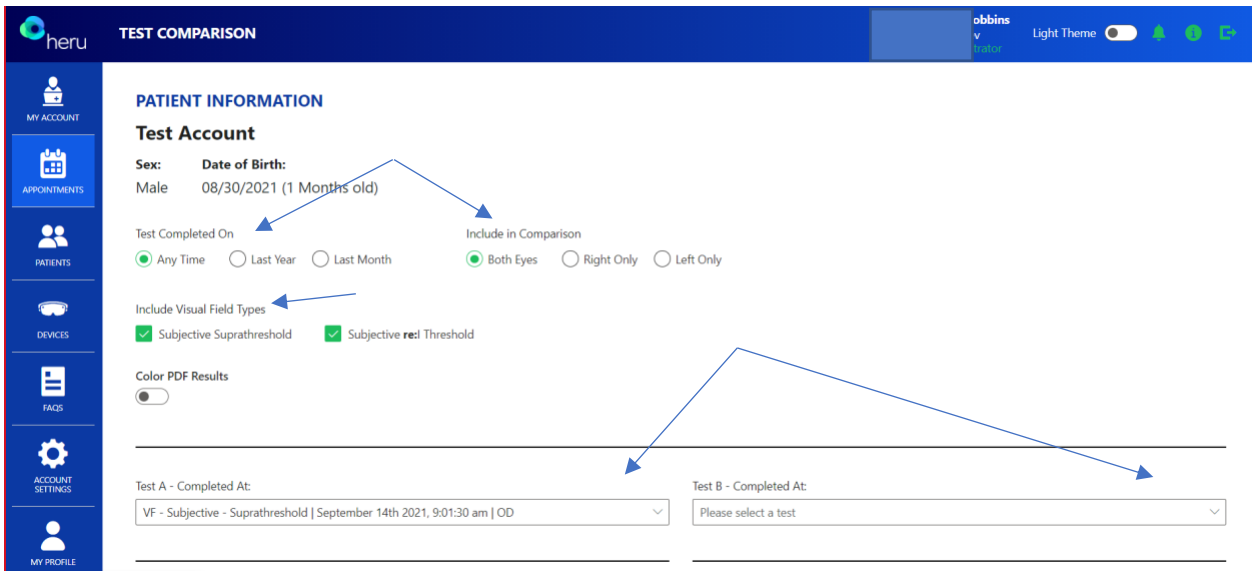 heru
TEST COMPARISON
obbins
v
trator
Light Theme
MY ACCOUNT
APPOINTMENTS
PATIENTS
DEVICES
FAQS
ACCOUNT
SETTINGS
MY PROFILE
PATIENT INFORMATION
Test Account
Sex: Date of Birth:
Male 08/30/2021 (1 Months old)
Test Completed On Include in Comparison
Any Time Last Year Last Month Both Eyes Right Only Left Only
Include Visual Field Types
Subjective Suprathreshold Subjective re:I Threshold
Color PDF Results
Test A - Completed At: Test B - Completed At:
VF - Subjective - Suprathreshold | September 14th 2021, 9:01:30 am | OD Please select a test